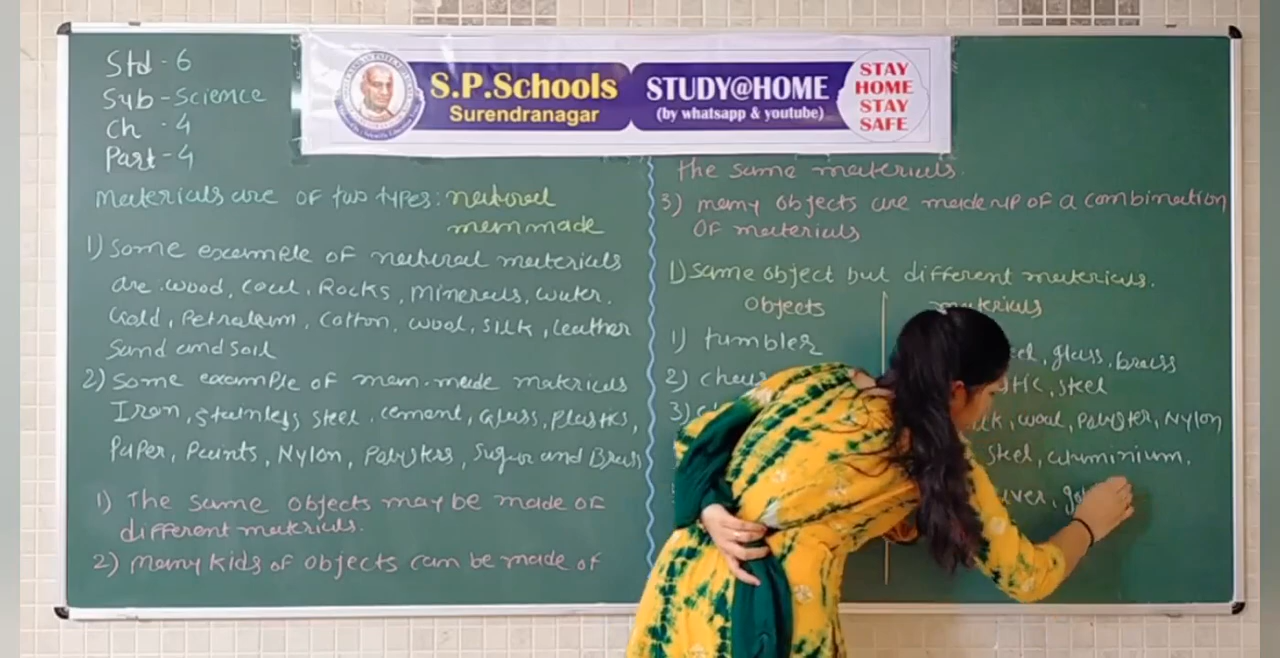 Std - 6
Sub - Science
Ch - 4
Part - 4
S.P.Schools
Surendranagar
STUDY@HOME
(by whatsapp & youtube)
STAY
HOME
STAY
SAFE
Materials are of two types: natural
men made
1) Some example of natural materials
are wood, Coal, Rocks, Minerals, water,
Gold, Petroleum, Cotton, wool, Silk, leather
Sand and soil
2) Some example of men-made materials
Iron, Stainless steel, cement, Glass, Plastics,
Paper, Paints, Nylon, Polyster, Sugar and Brass
1) The same objects may be made of
different materials.
2) Many kids of objects can be made of
the same materials.
3) Many objects are made up of a combination
of materials
1) Same object but different materials.
Objects materials
1) tumbler glass, brass
2) steel
3) wool, Polyster, Nylon
steel, aluminium,